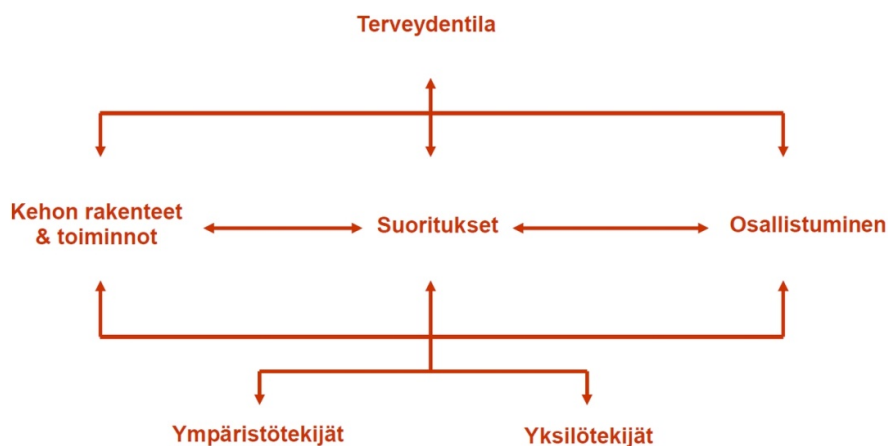 Terveydentila
Kehon rakenteet
& toiminnot
Suoritukset
Osallistuminen
Ympäristötekijät
Yksilötekijät